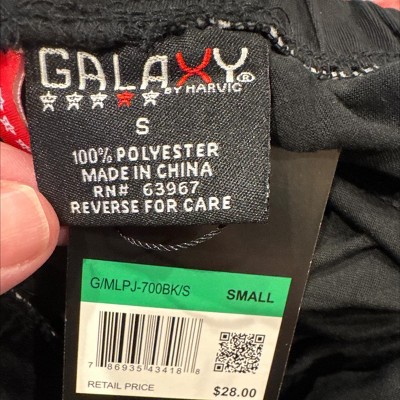 GALAXY®
BY HARVIC
S
100% POLYESTER
MADE IN CHINA
RN# 63967
REVERSE FOR CARE
G/MLPJ-700BK/S SMALL
7 86935 43418 8
RETAIL PRICE $28.00